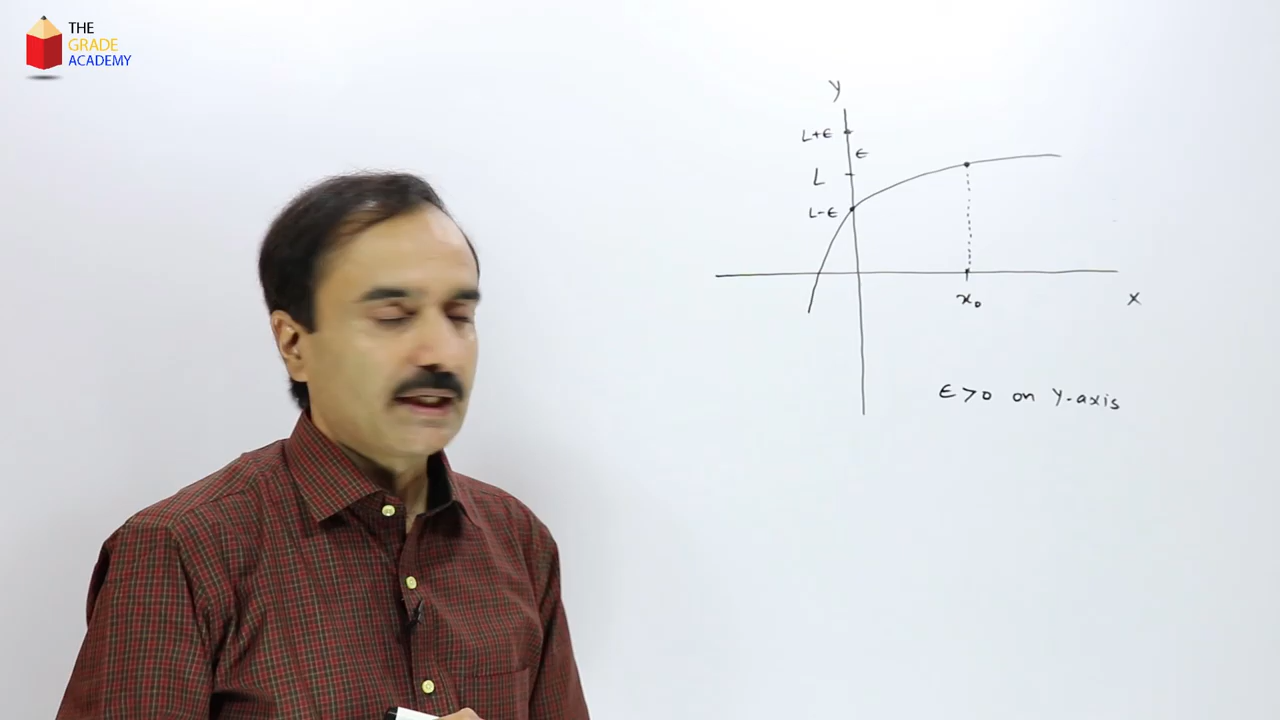 THE
GRADE
ACADEMY
y
L+ϵ
ϵ
L
L-ϵ
x₀
x
ϵ>0 on y-axis